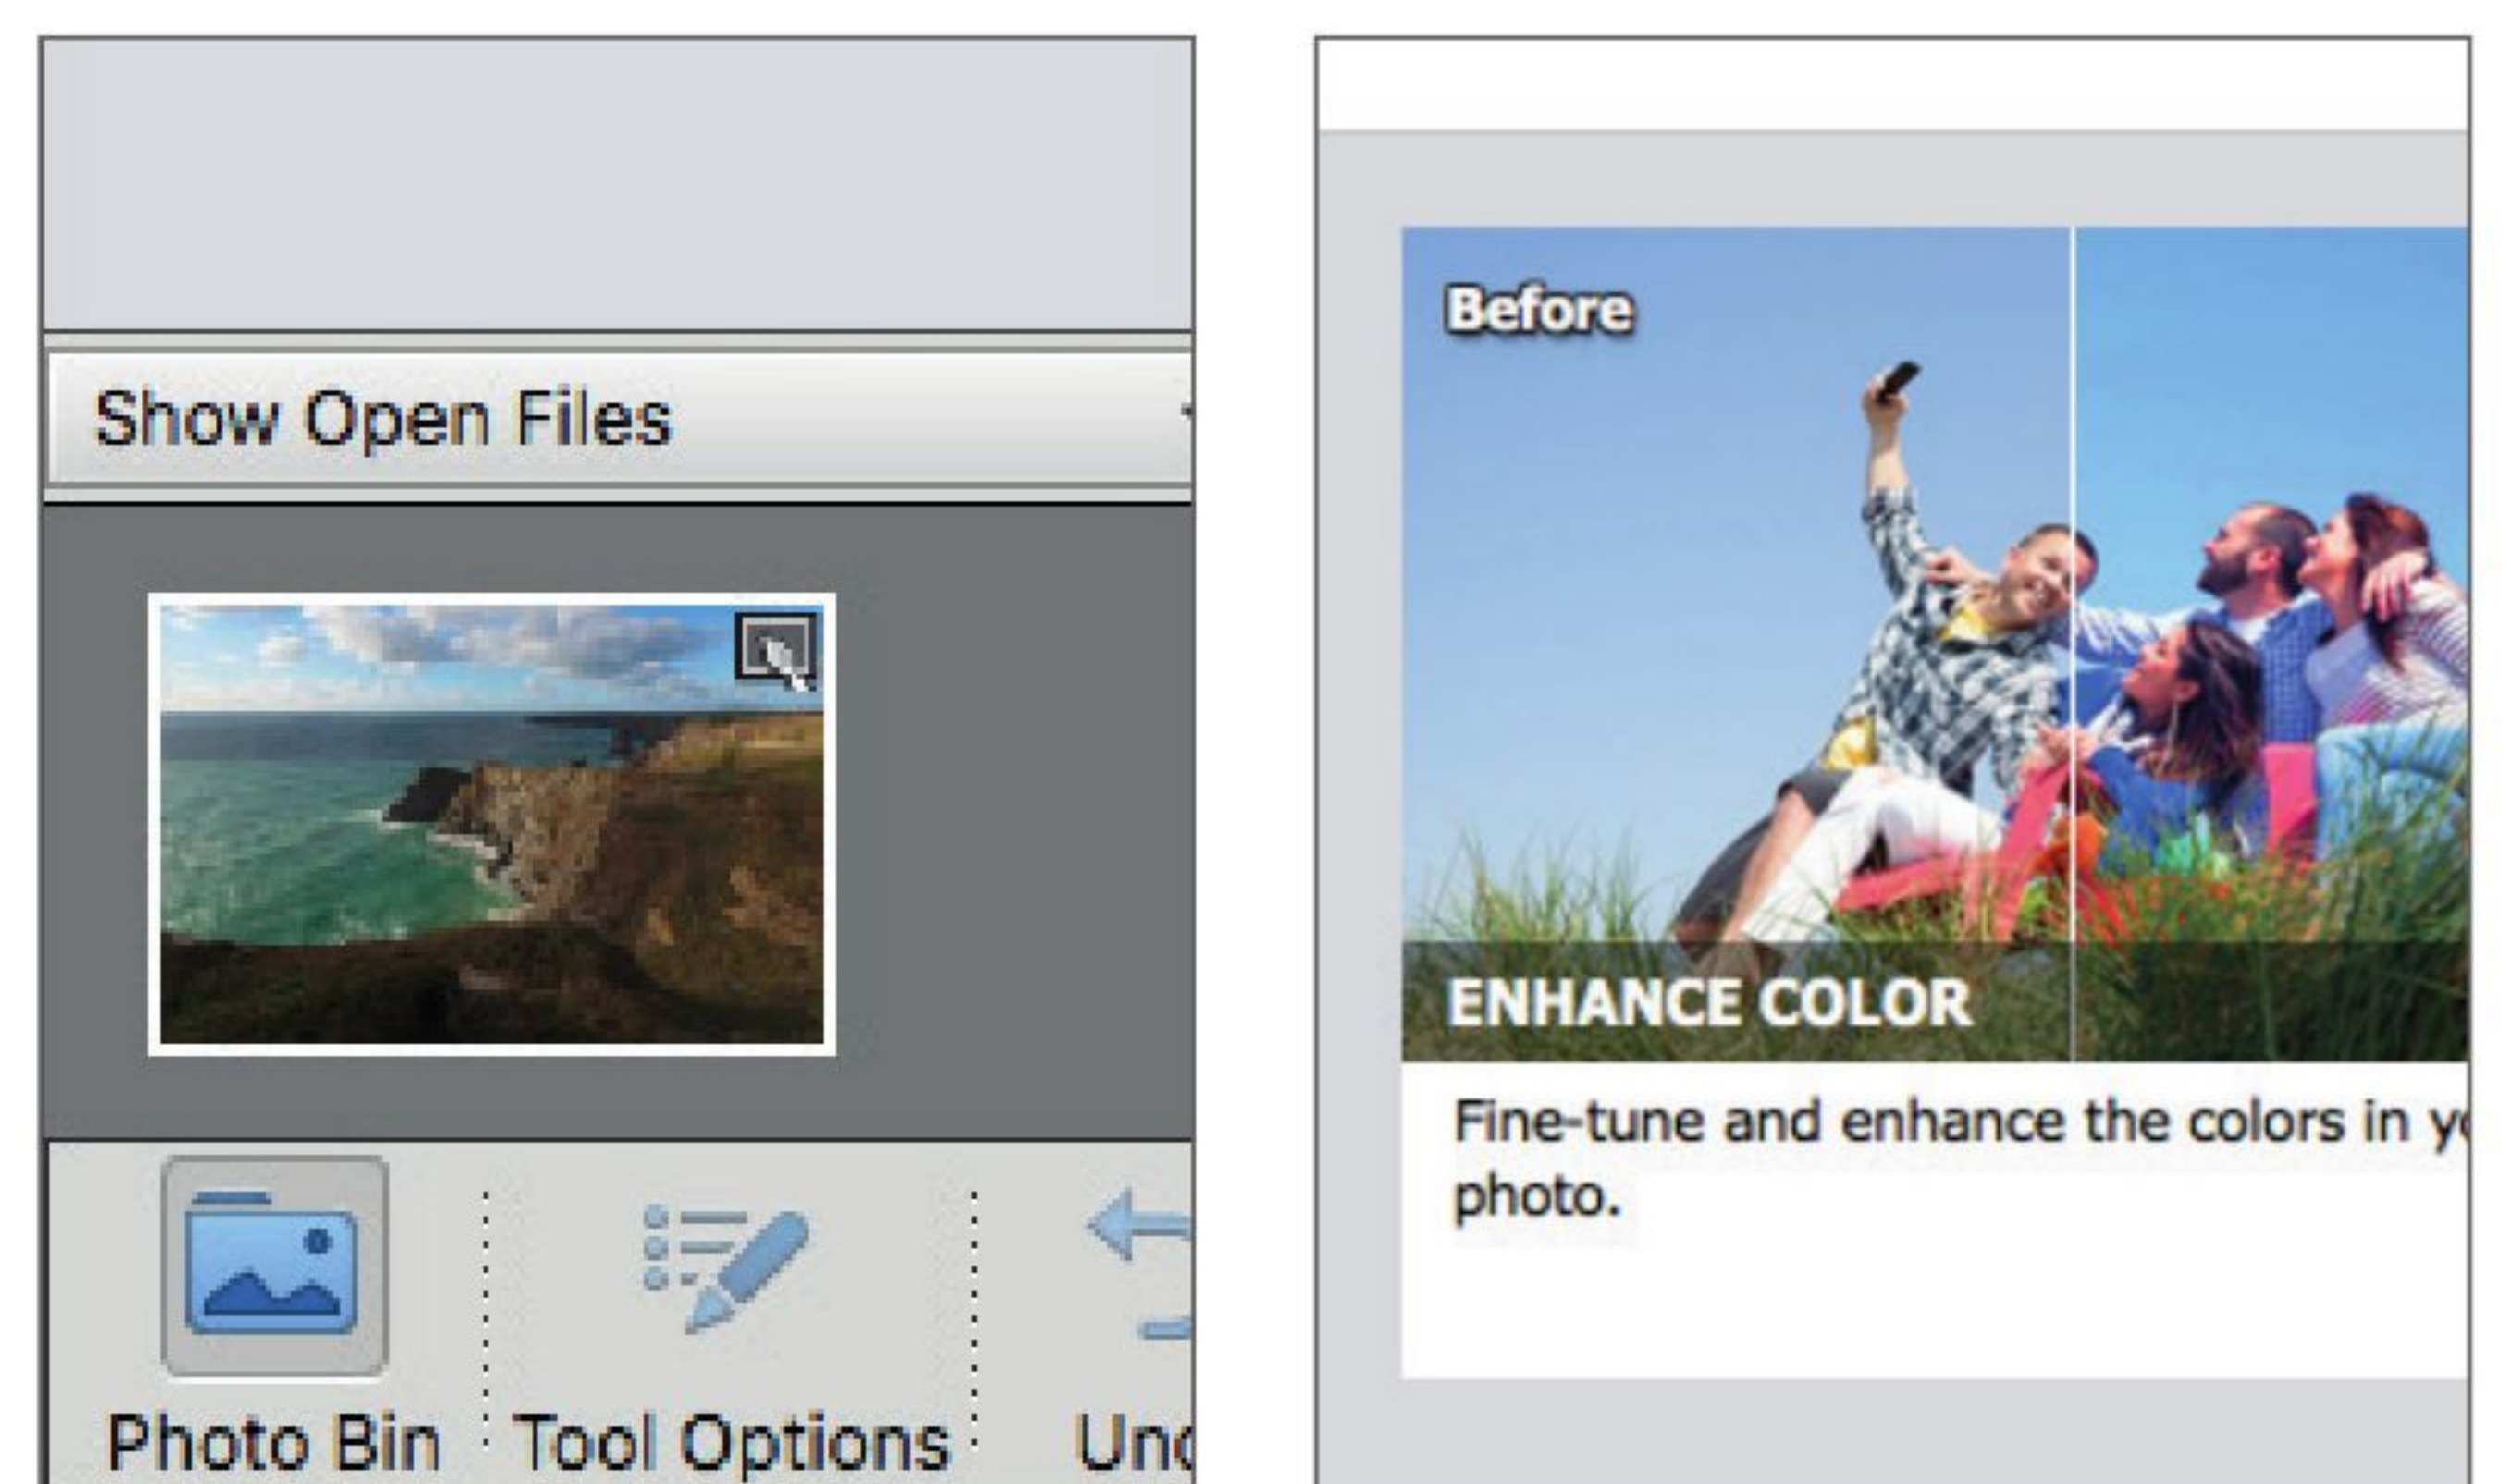 Show Open Files
Photo Bin
Tool Options
Before
ENHANCE COLOR
Fine-tune and enhance the colors in
photo.